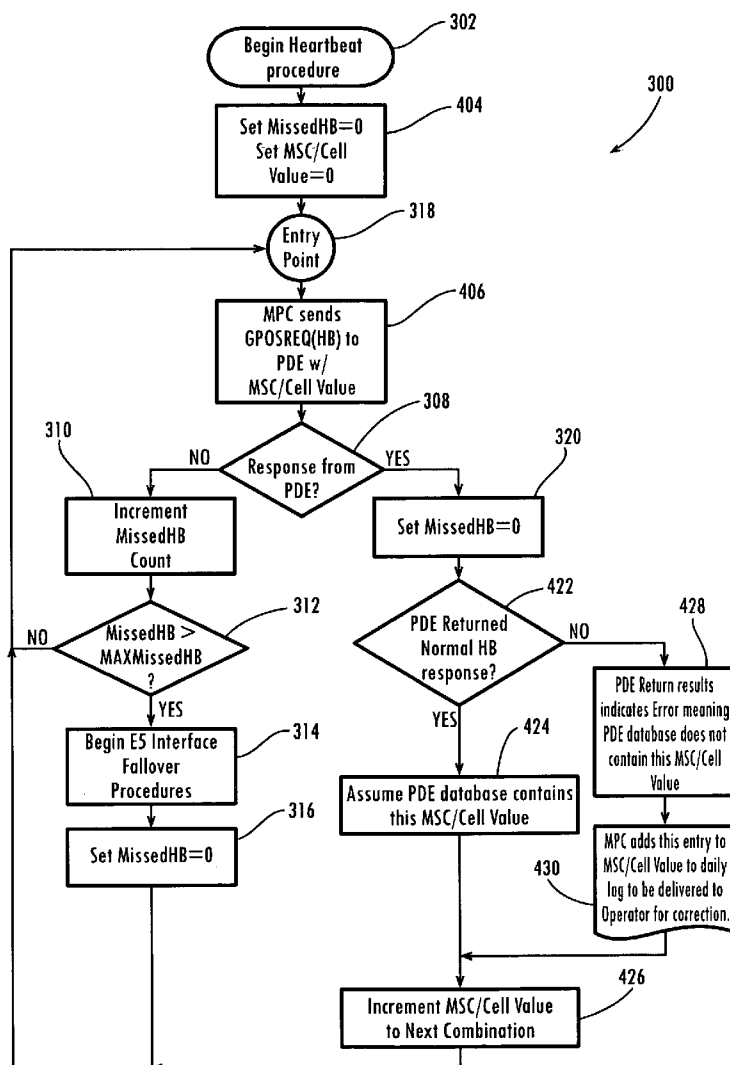 Begin Heartbeat
procedure
302
300
Set MissedHB=0
Set MSC/Cell
Value=0
404
Entry
Point
318
MPC sends
GPOSREQ(HB) to
PDE w/
MSC/Cell Value
406
Response from
PDE?
308
NO
YES
310
Increment
MissedHB
Count
320
Set MissedHB=0
MissedHB >
MAXMissedHB
?
312
NO
YES
PDE Returned
Normal HB
response?
422
NO
YES
428
PDE Return results
indicates Error meaning
PDE database does not
contain this MSC/Cell
Value
Begin E5 Interface
Fallover
Procedures
314
424
Assume PDE database contains
this MSC/Cell Value
316
Set MissedHB=0
MPC adds this entry to
MSC/Cell Value to daily
log to be delivered to
Operator for correction.
430
426
Increment MSC/Cell Value
to Next Combination